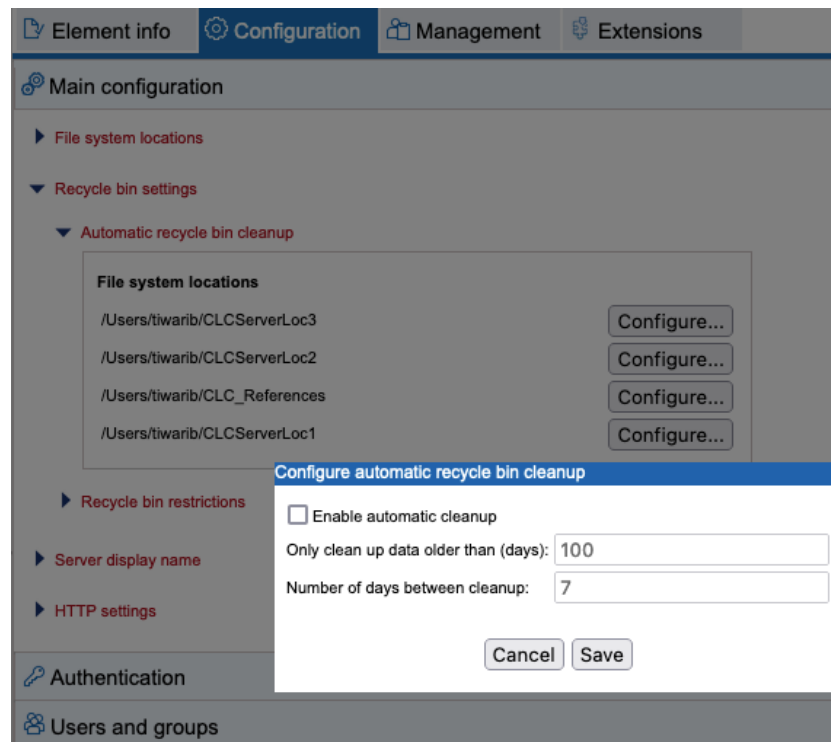 Element info Configuration Management Extensions
Main configuration
File system locations
Recycle bin settings
Automatic recycle bin cleanup
File system locations
/Users/tiwarib/CLCServerLoc3 Configure...
/Users/tiwarib/CLCServerLoc2 Configure...
/Users/tiwarib/CLC_References Configure...
/Users/tiwarib/CLCServerLoc1 Configure...
Configure automatic recycle bin cleanup
Recycle bin restrictions
Enable automatic cleanup
Only clean up data older than (days): 100
Server display name
Number of days between cleanup: 7
HTTP settings
Cancel Save
Authentication
Users and groups